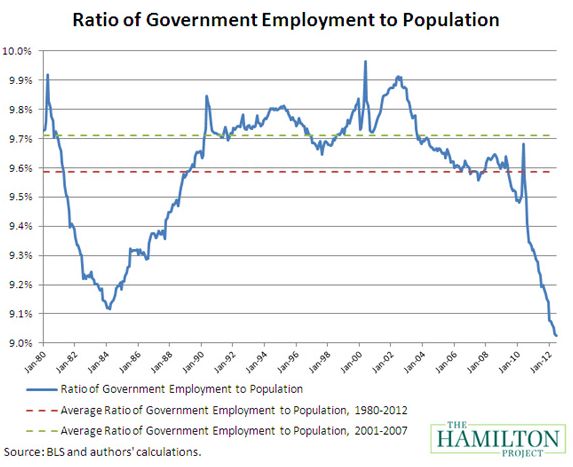 Ratio of Government Employment to Population
10.0%
9.9%
9.8%
9.7%
9.6%
9.5%
9.4%
9.3%
9.2%
9.1%
9.0%
Jan-80
Jan-82
Jan-84
Jan-86
Jan-88
Jan-90
Jan-92
Jan-94
Jan-96
Jan-98
Jan-00
Jan-02
Jan-04
Jan-06
Jan-08
Jan-10
Jan-12
Ratio of Government Employment to Population
Average Ratio of Government Employment to Population, 1980-2012
Average Ratio of Government Employment to Population, 2001-2007
THE
HAMILTON
PROJECT
Source: BLS and authors' calculations.